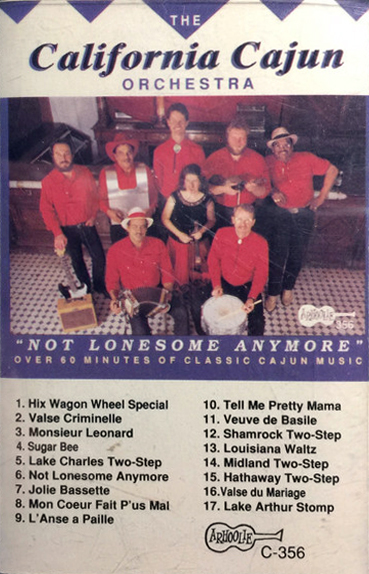 THE
California Cajun
ORCHESTRA
ARHOOLIE
356
"NOT LONESOME ANYMORE"
OVER 60 MINUTES OF CLASSIC CAJUN MUSIC
1. Hix Wagon Wheel Special
2. Valse Criminelle
3. Monsieur Leonard
4. Sugar Bee
5. Lake Charles Two-Step
6. Not Lonesome Anymore
7. Jolie Bassette
8. Mon Coeur Fait P'us Mal
9. L'Anse a Paille
10. Tell Me Pretty Mama
11. Veuve de Basile
12. Shamrock Two-Step
13. Louisiana Waltz
14. Midland Two-Step
15. Hathaway Two-Step
16. Valse du Mariage
17. Lake Arthur Stomp
ARHOOLIE
C-356